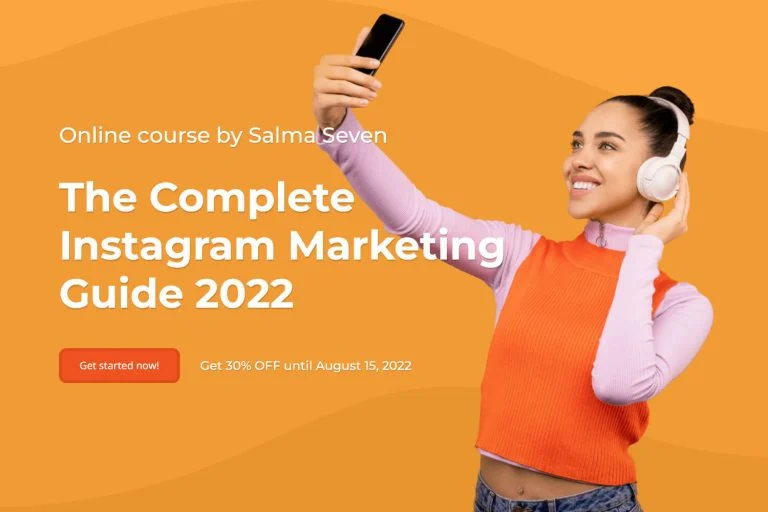 Online course by Salma Seven
The Complete
Instagram Marketing
Guide 2022
Get started now!
Get 30% OFF until August 15, 2022